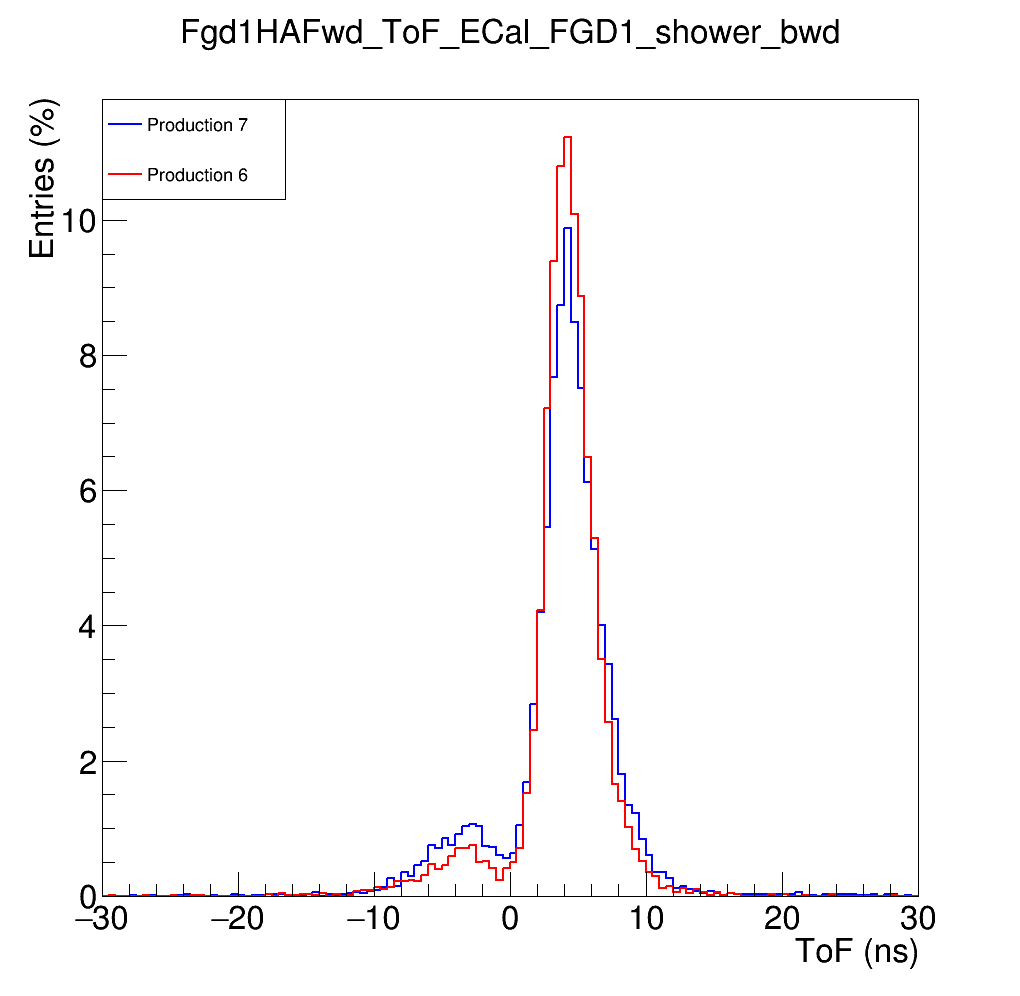 Fgd1HAFwd_ToF_ECal_FGD1_shower_bwd
Entries (%)
Production 7
Production 6
10
8
6
4
2
0
−30
−20
−10
0
10
20
30
ToF (ns)